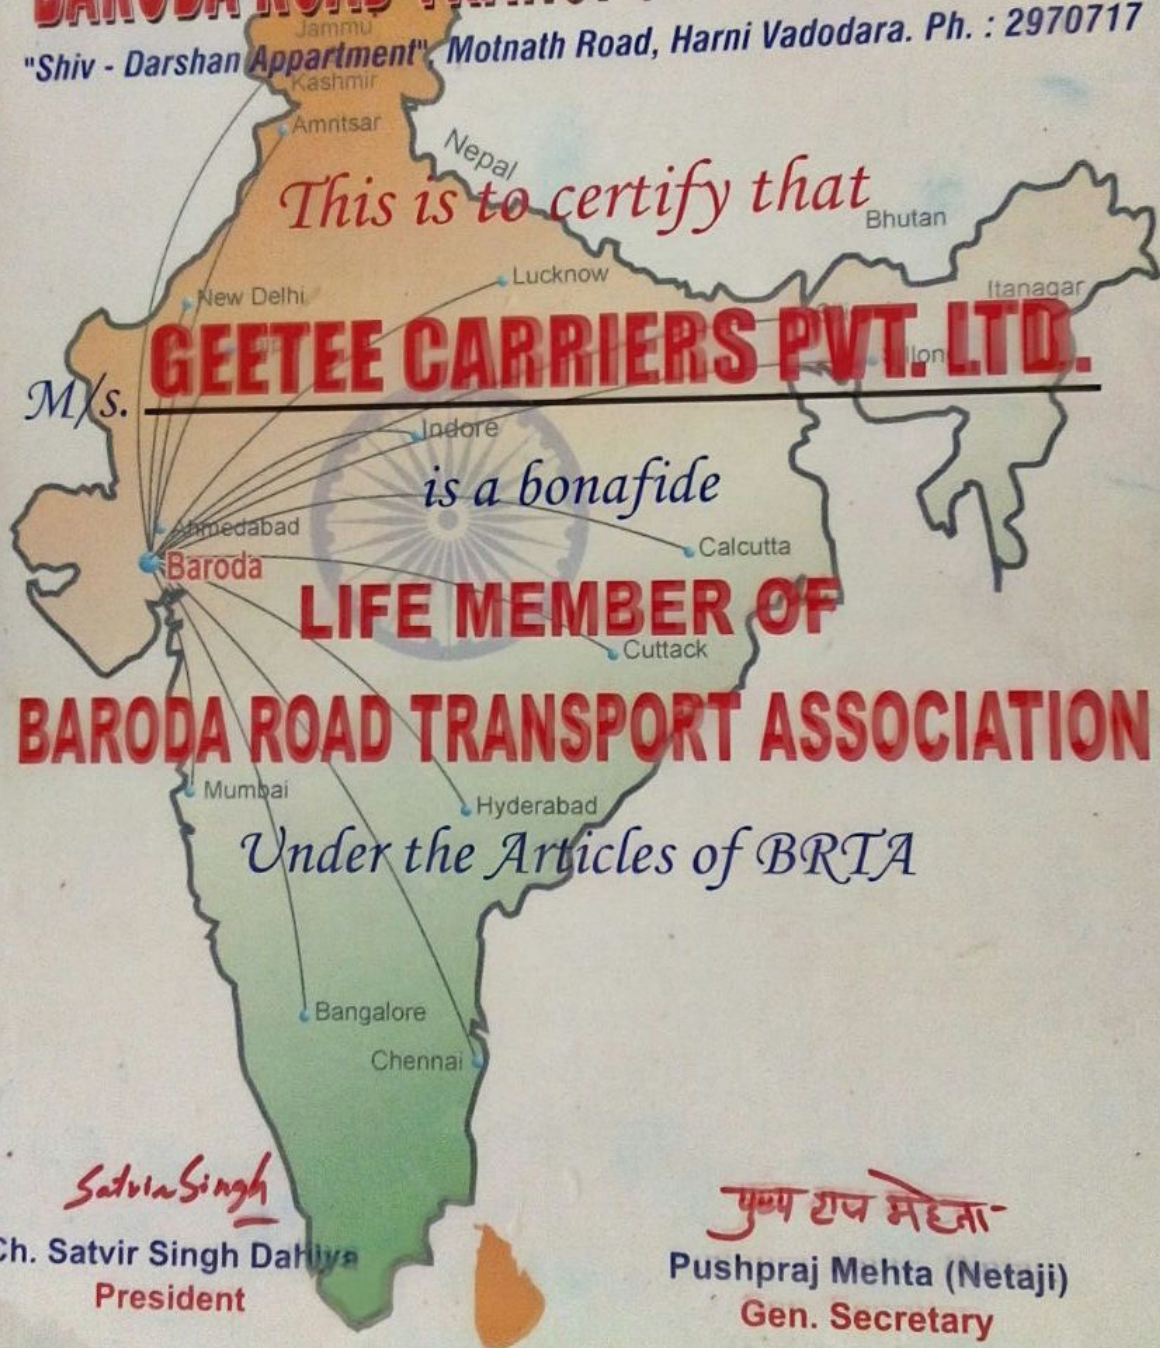 BARODA ROAD TRANSPORT
"Shiv - Darshan Appartment", Motnath Road, Harni Vadodara. Ph. : 2970717
Jammu
Kashmir
Amritsar
Nepal
This is to certify that
Bhutan
Lucknow
Itanagar
New Delhi
M/s. GEETEE CARRIERS PVT. LTD.
Indore
is a bonafide
Ahmedabad
Calcutta
Baroda
LIFE MEMBER OF
Cuttack
BARODA ROAD TRANSPORT ASSOCIATION
Mumbai
Hyderabad
Under the Articles of BRTA
Bangalore
Chennai
Satvir Singh
पुष्प राज मेहता
Ch. Satvir Singh Dahiya
Pushpraj Mehta (Netaji)
President
Gen. Secretary